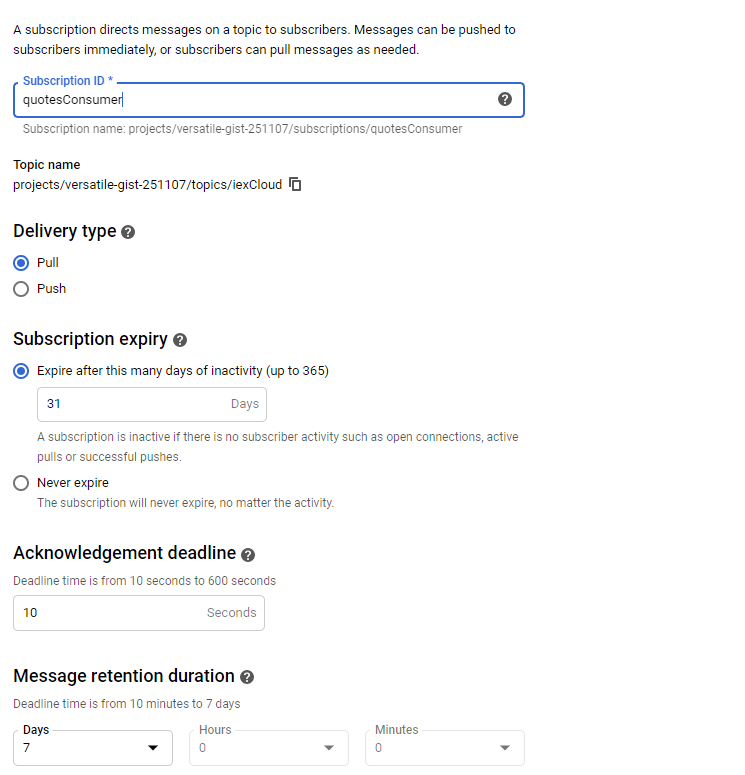 A subscription directs messages on a topic to subscribers. Messages can be pushed to
subscribers immediately, or subscribers can pull messages as needed.
Subscription ID *
quotesConsumer
Subscription name: projects/versatile-gist-251107/subscriptions/quotesConsumer
Topic name
projects/versatile-gist-251107/topics/iexCloud
Delivery type ?
Pull
Push
Subscription expiry ?
Expire after this many days of inactivity (up to 365)
31 Days
A subscription is inactive if there is no subscriber activity such as open connections, active
pulls or successful pushes.
Never expire
The subscription will never expire, no matter the activity.
Acknowledgement deadline ?
Deadline time is from 10 seconds to 600 seconds
10 Seconds
Message retention duration ?
Deadline time is from 10 minutes to 7 days
Days Hours Minutes
7 0 0